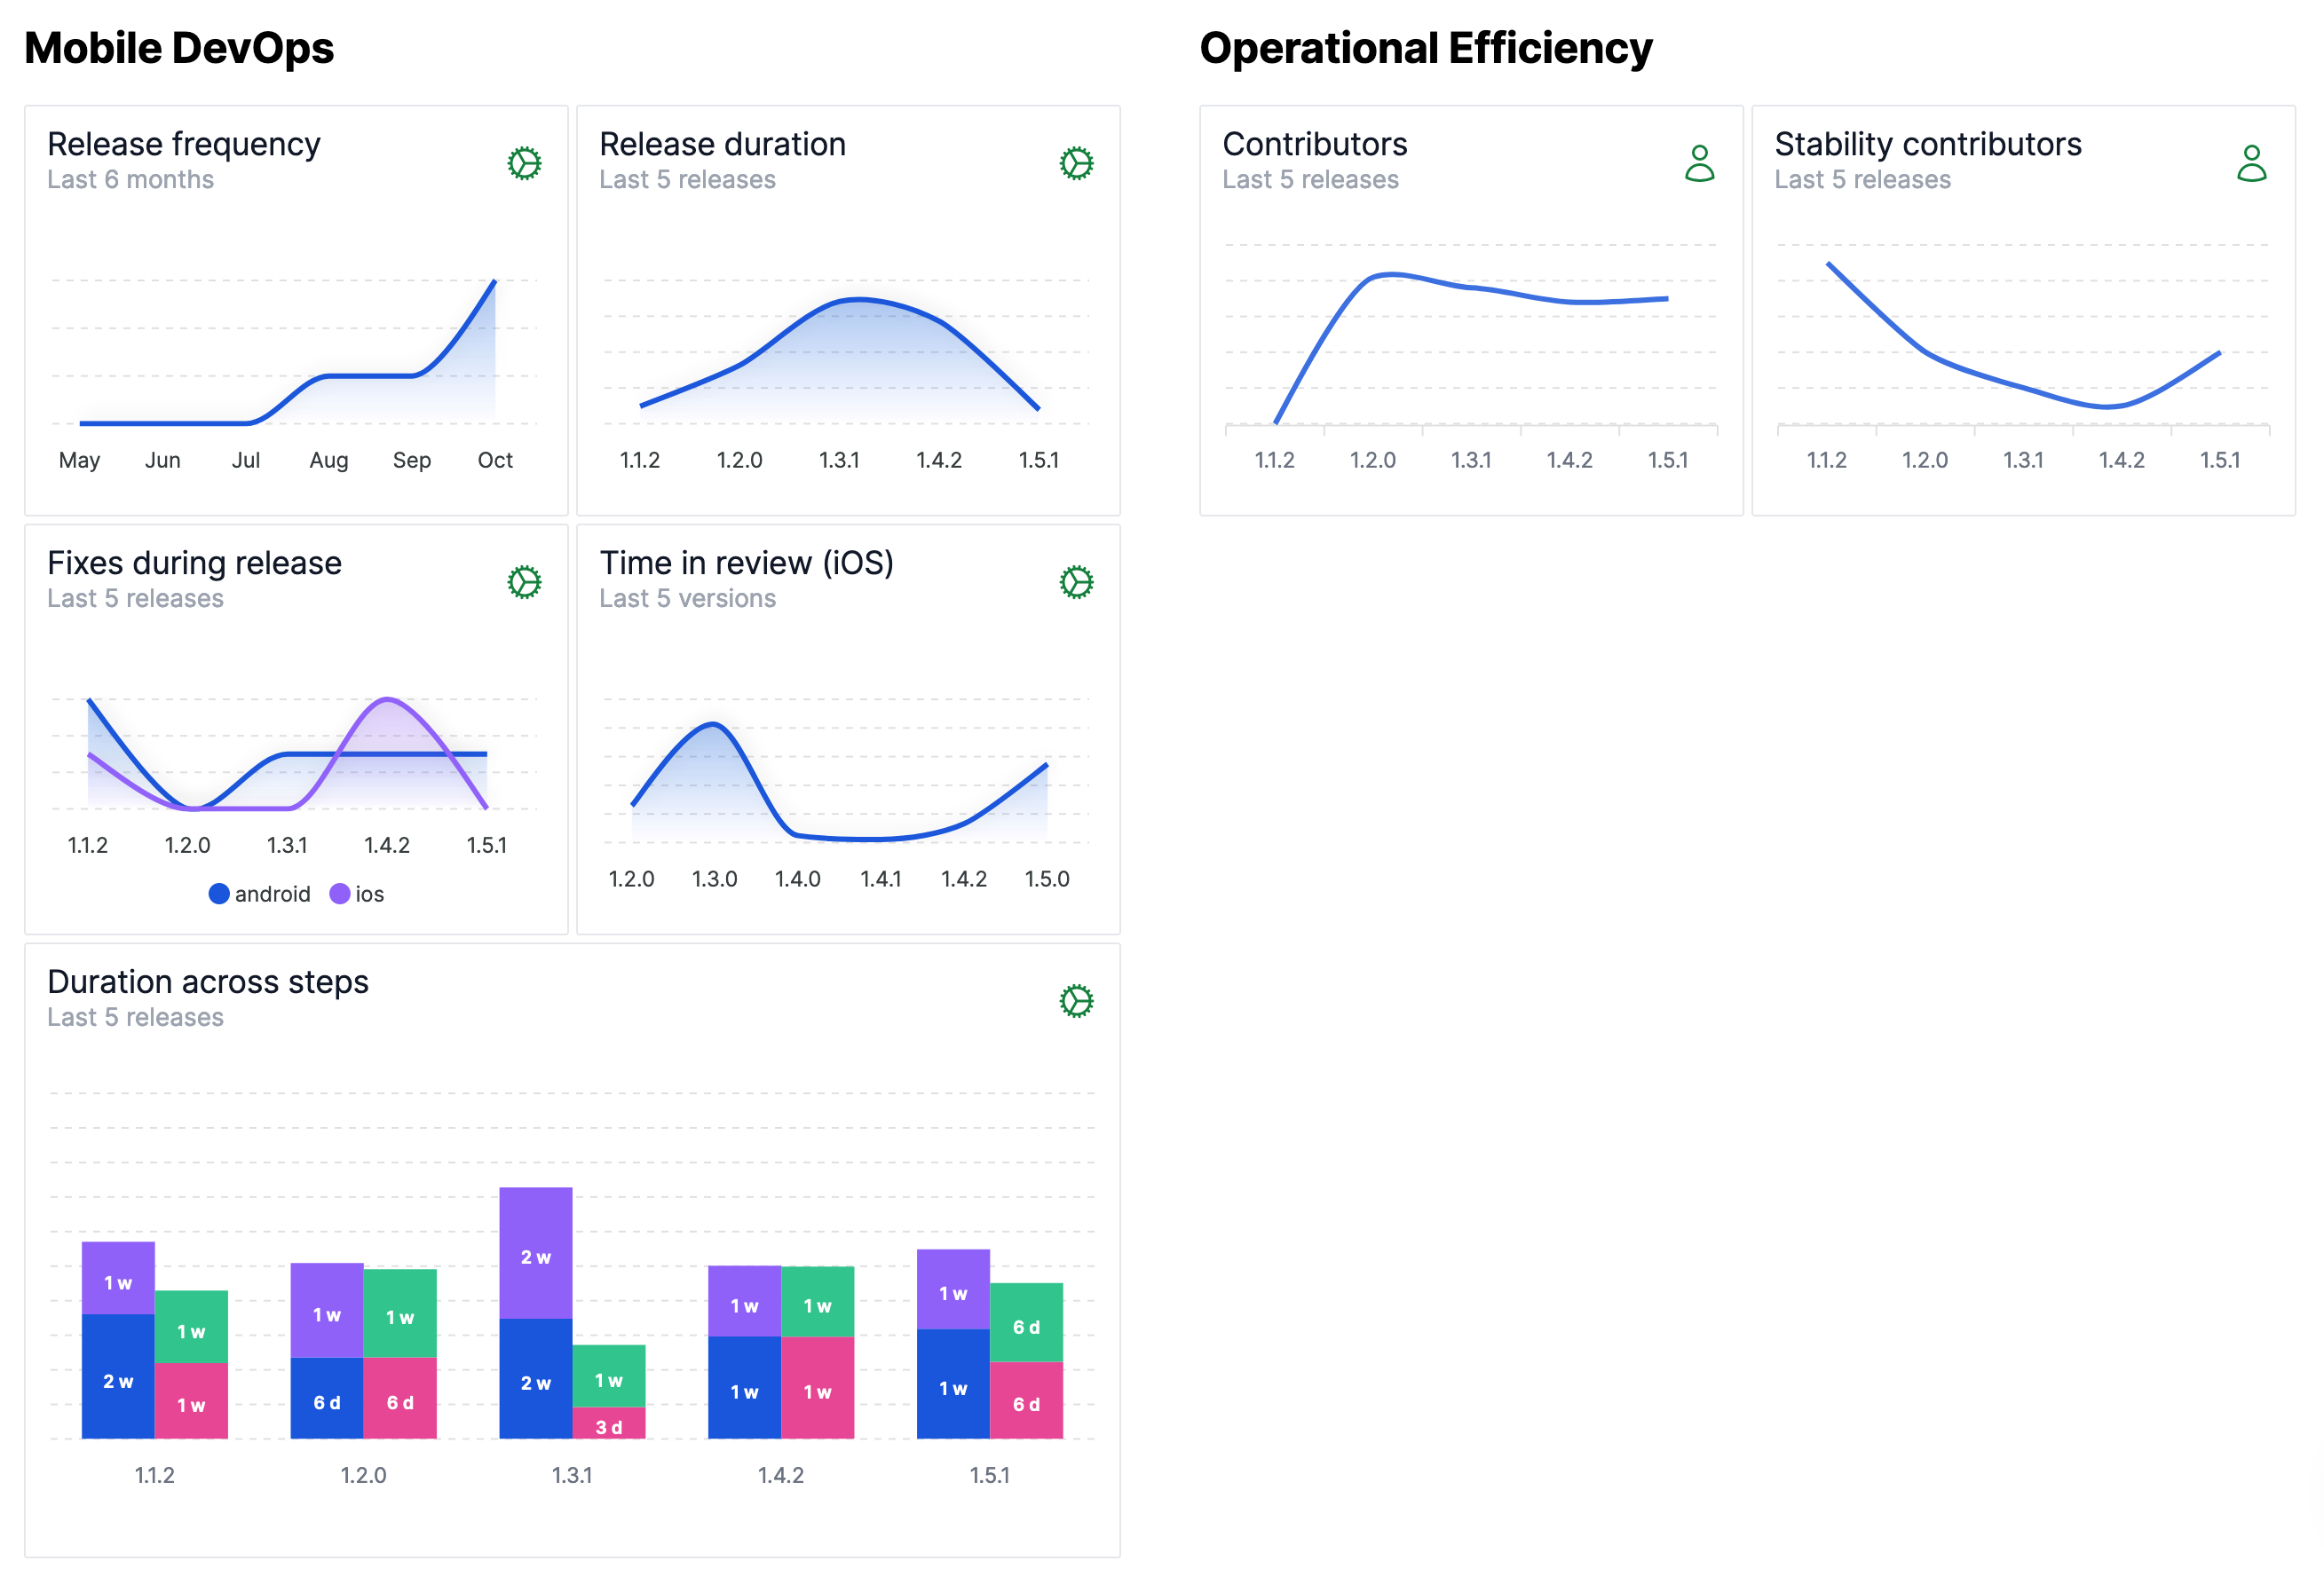 Mobile DevOps
Release frequency
Last 6 months
May Jun Jul Aug Sep Oct
Release duration
Last 5 releases
1.1.2 1.2.0 1.3.1 1.4.2 1.5.1
Fixes during release
Last 5 releases
1.1.2 1.2.0 1.3.1 1.4.2 1.5.1
android ios
Time in review (iOS)
Last 5 versions
1.2.0 1.3.0 1.4.0 1.4.1 1.4.2 1.5.0
Duration across steps
Last 5 releases
1 w
2 w
1 w
1 w
1 w
6 d
1 w
6 d
2 w
2 w
1 w
3 d
1 w
1 w
1 w
1 w
1 w
1 w
6 d
6 d
1.1.2 1.2.0 1.3.1 1.4.2 1.5.1
Operational Efficiency
Contributors
Last 5 releases
1.1.2 1.2.0 1.3.1 1.4.2 1.5.1
Stability contributors
Last 5 releases
1.1.2 1.2.0 1.3.1 1.4.2 1.5.1